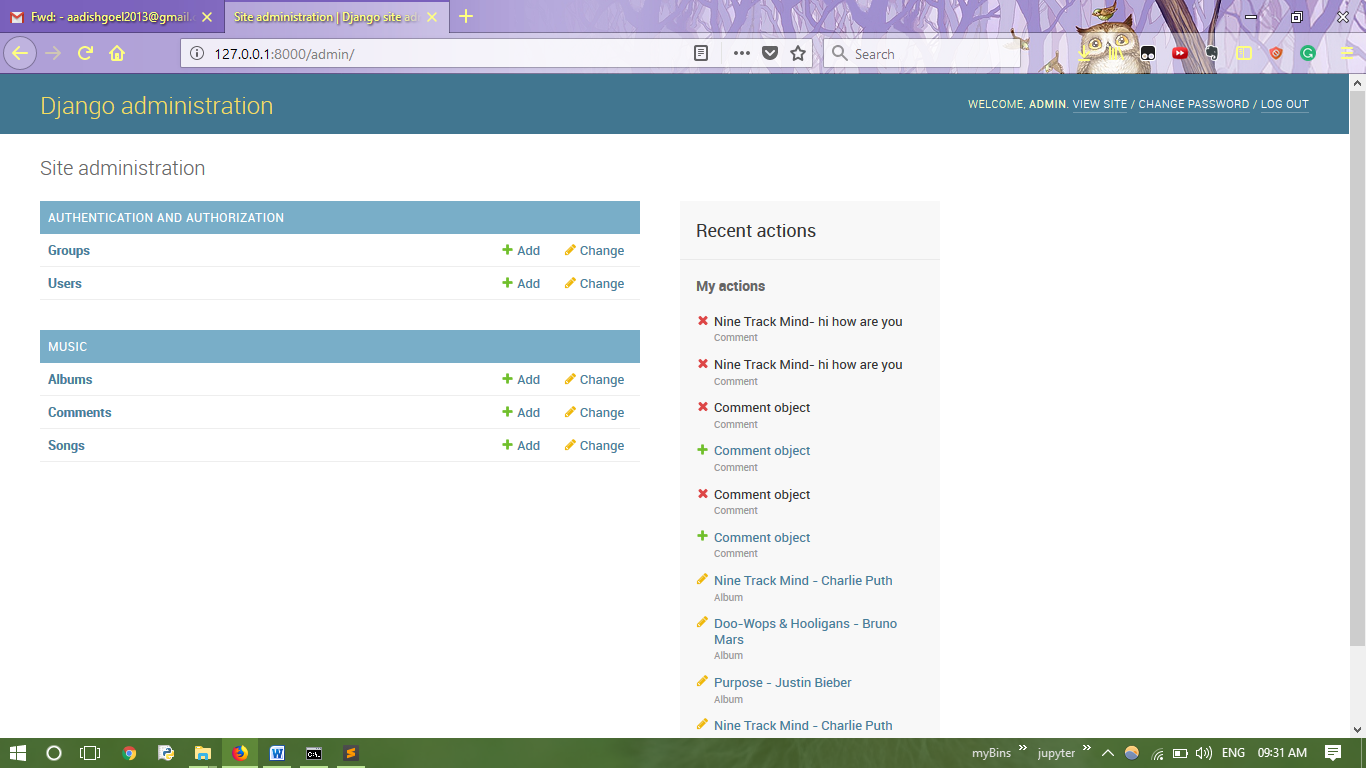 Fwd: - aadishgoel2013@gmail.
Site administration | Django site ad
127.0.0.1:8000/admin/
Search
Django administration
WELCOME, ADMIN. VIEW SITE / CHANGE PASSWORD / LOG OUT
Site administration
AUTHENTICATION AND AUTHORIZATION
Groups Add Change
Users Add Change
MUSIC
Albums Add Change
Comments Add Change
Songs Add Change
Recent actions
My actions
Nine Track Mind- hi how are you
Comment
Nine Track Mind- hi how are you
Comment
Comment object
Comment
Comment object
Comment
Comment object
Comment
Comment object
Comment
Nine Track Mind - Charlie Puth
Album
Doo-Wops & Hooligans - Bruno
Mars
Album
Purpose - Justin Bieber
Album
Nine Track Mind - Charlie Puth
myBins » jupyter » ENG 09:31 AM